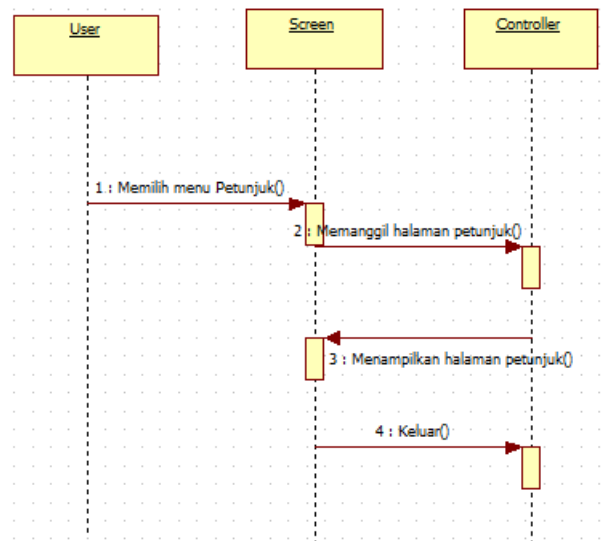 User
Screen
Controller
1 : Memilih menu Petunjuk()
2 : Memanggil halaman petunjuk()
3 : Menampilkan halaman petunjuk()
4 : Keluar()